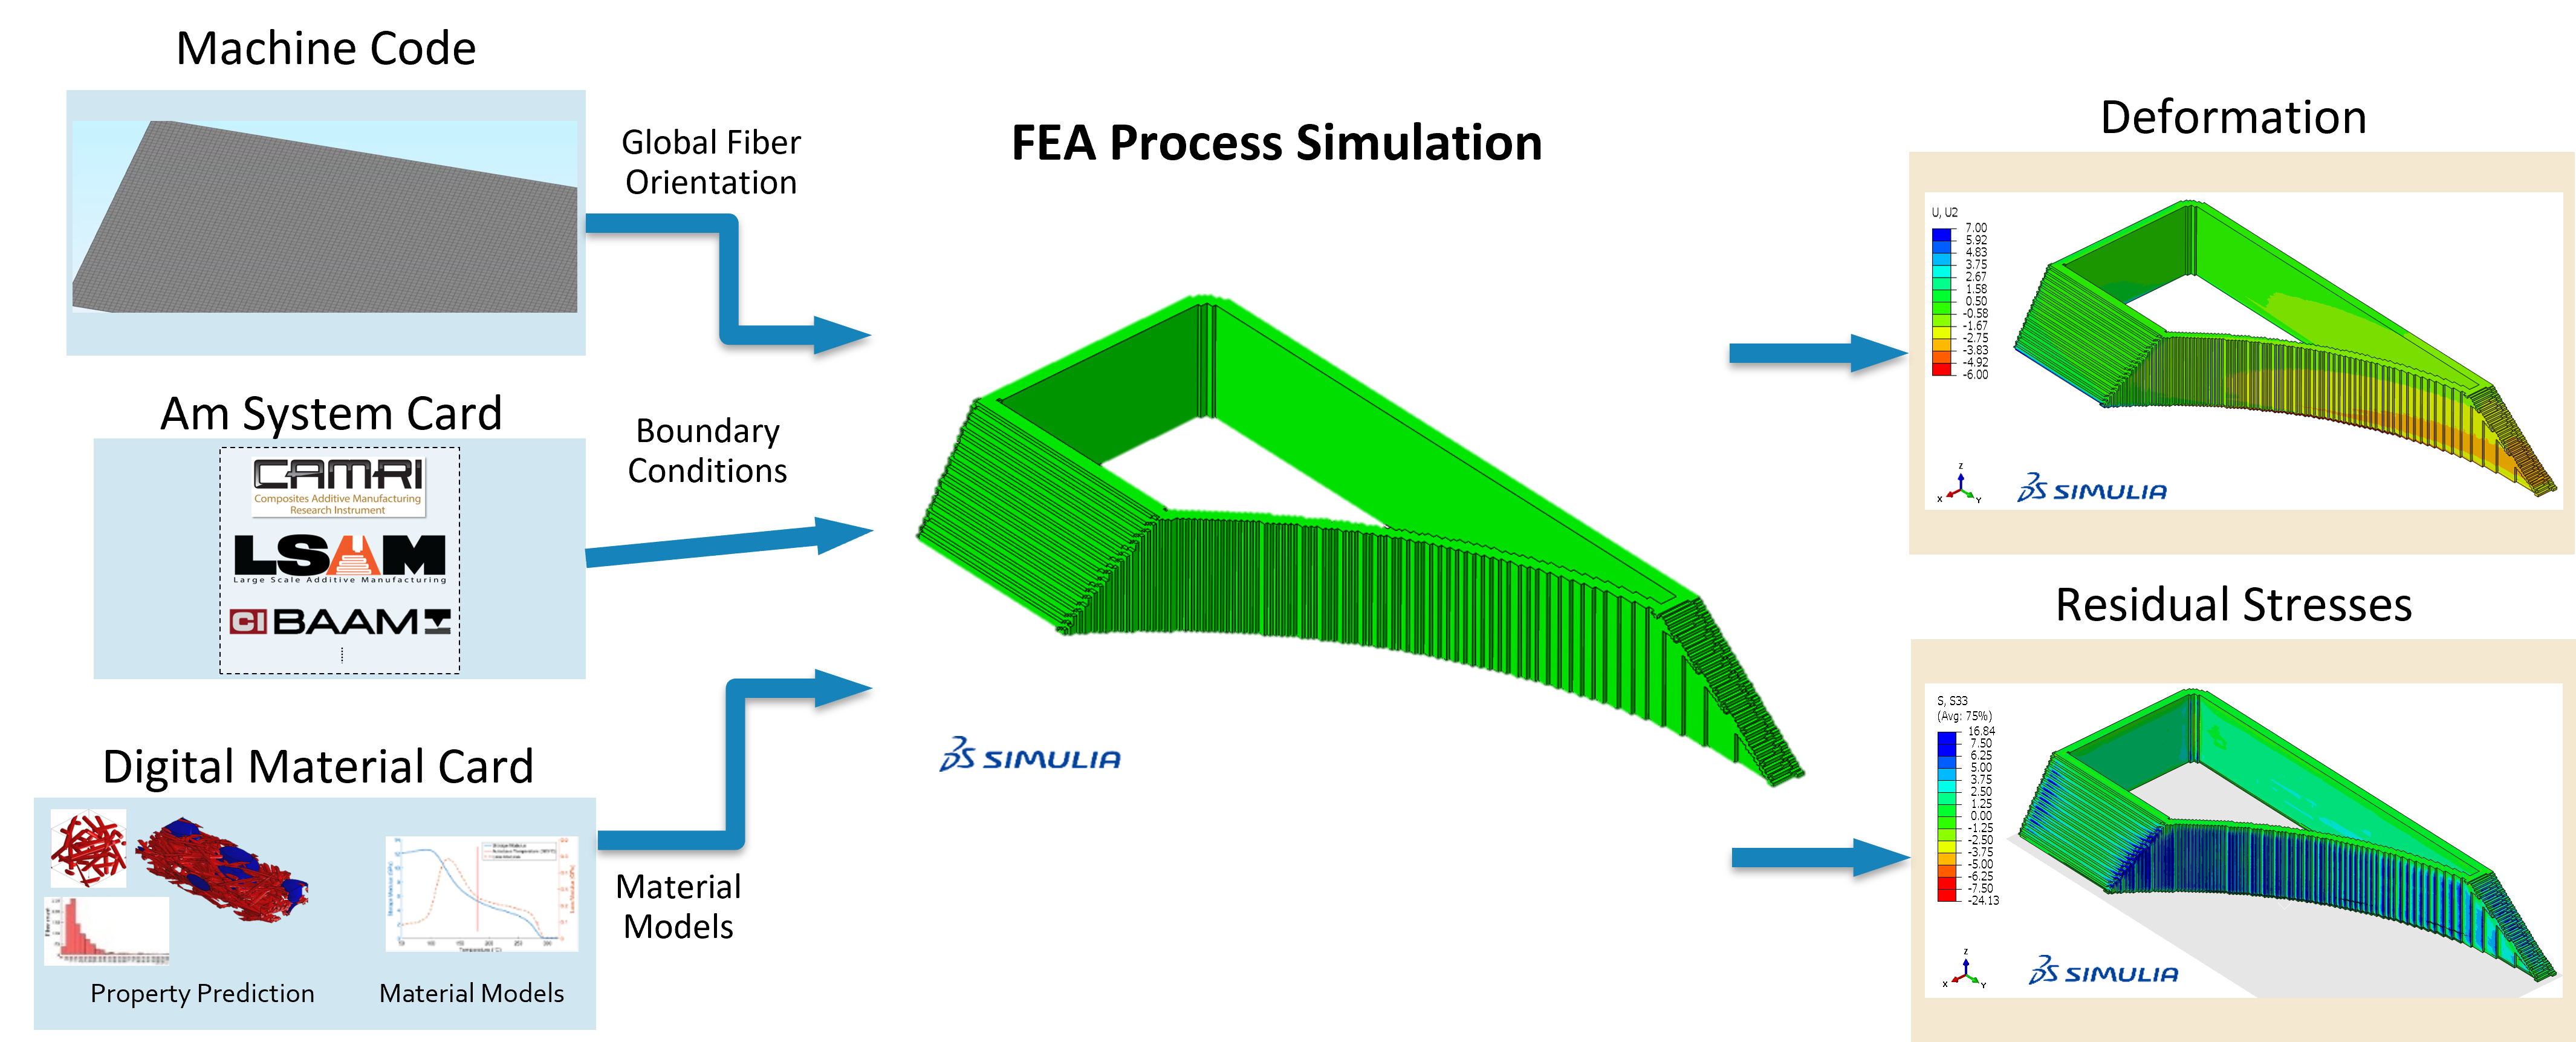 Machine Code
Global Fiber
Orientation
Am System Card
CAMRI
Composites Additive Manufacturing
Research Instrument
LSAM
Large Scale Additive Manufacturing
CI BAAM
Boundary
Conditions
Digital Material Card
Property Prediction
Material Models
Material
Models
FEA Process Simulation
DS SIMULIA
Deformation
U, U2
7.00
5.92
4.83
3.75
2.67
1.58
0.50
-0.58
-1.67
-2.75
-3.83
-4.92
-6.00
Z
X
Y
DS SIMULIA
Residual Stresses
S, S33
(Avg: 75%)
16.84
7.50
6.25
5.00
3.75
2.50
1.25
0.00
-1.25
-2.50
-3.75
-5.00
-6.25
-7.50
-24.13
Z
X
Y
DS SIMULIA